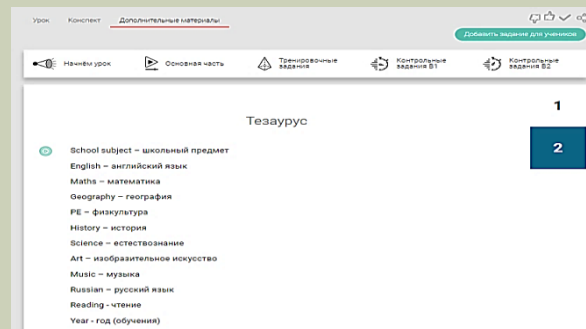 Урок Конспект Дополнительные материалы
Добавить задание для учеников
Начнём урок
Основная часть
Тренировочные
задания
Контрольные
задания B1
Контрольные
задания B2
1
2
Тезаурус
School subject – школьный предмет
English – английский язык
Maths – математика
Geography – география
PE – физкультура
History – история
Science – естествознание
Art – изобразительное искусство
Music – музыка
Russian – русский язык
Reading - чтение
Year - год (обучения)